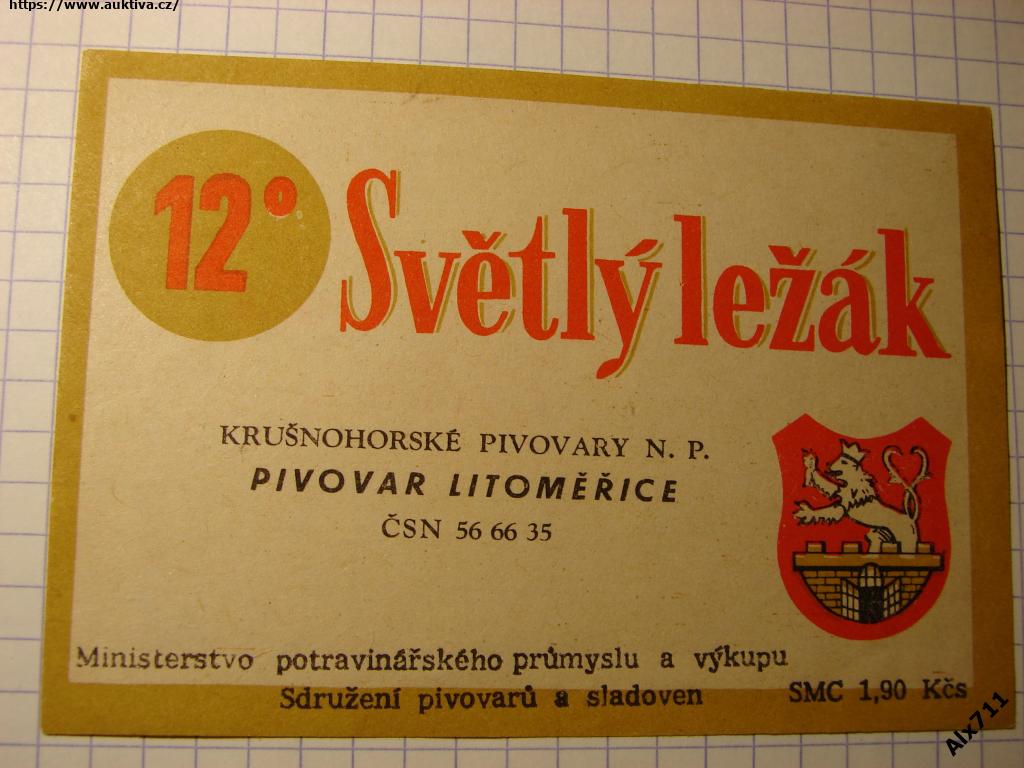 https://www.auktiva.cz/
12°
Světlý ležák
KRUŠNOHORSKÉ PIVOVARY N. P.
PIVOVAR LITOMĚŘICE
ČSN 56 66 35
Ministerstvo potravinářského průmyslu a výkupu
Sdružení pivovarů a sladoven
SMC 1,90 Kčs
Alx711